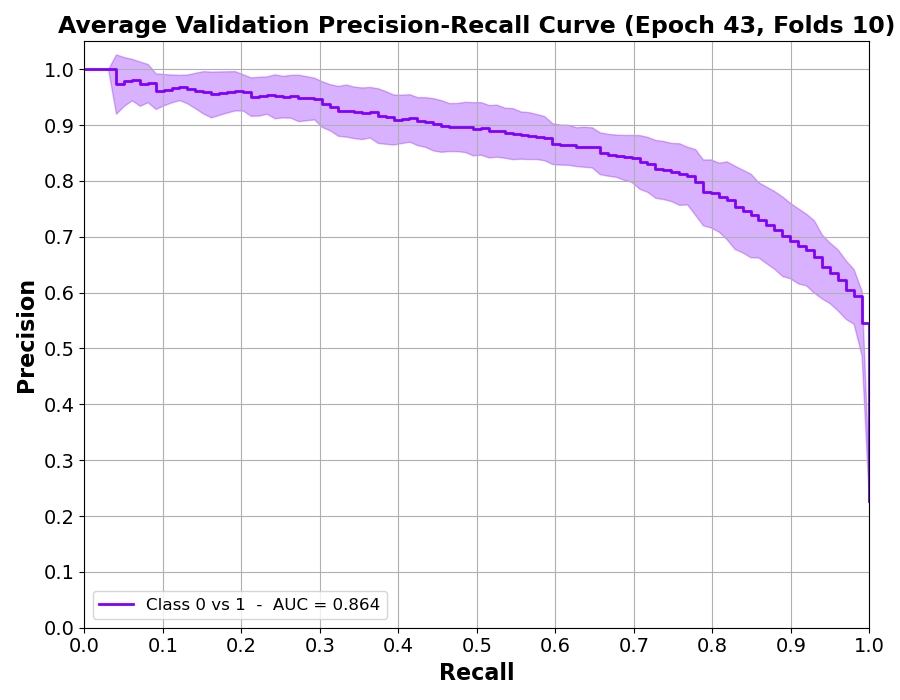 Average Validation Precision-Recall Curve (Epoch 43, Folds 10)
Precision
1.0
0.9
0.8
0.7
0.6
0.5
0.4
0.3
0.2
0.1
0.0
Class 0 vs 1 - AUC = 0.864
0.0 0.1 0.2 0.3 0.4 0.5 0.6 0.7 0.8 0.9 1.0
Recall